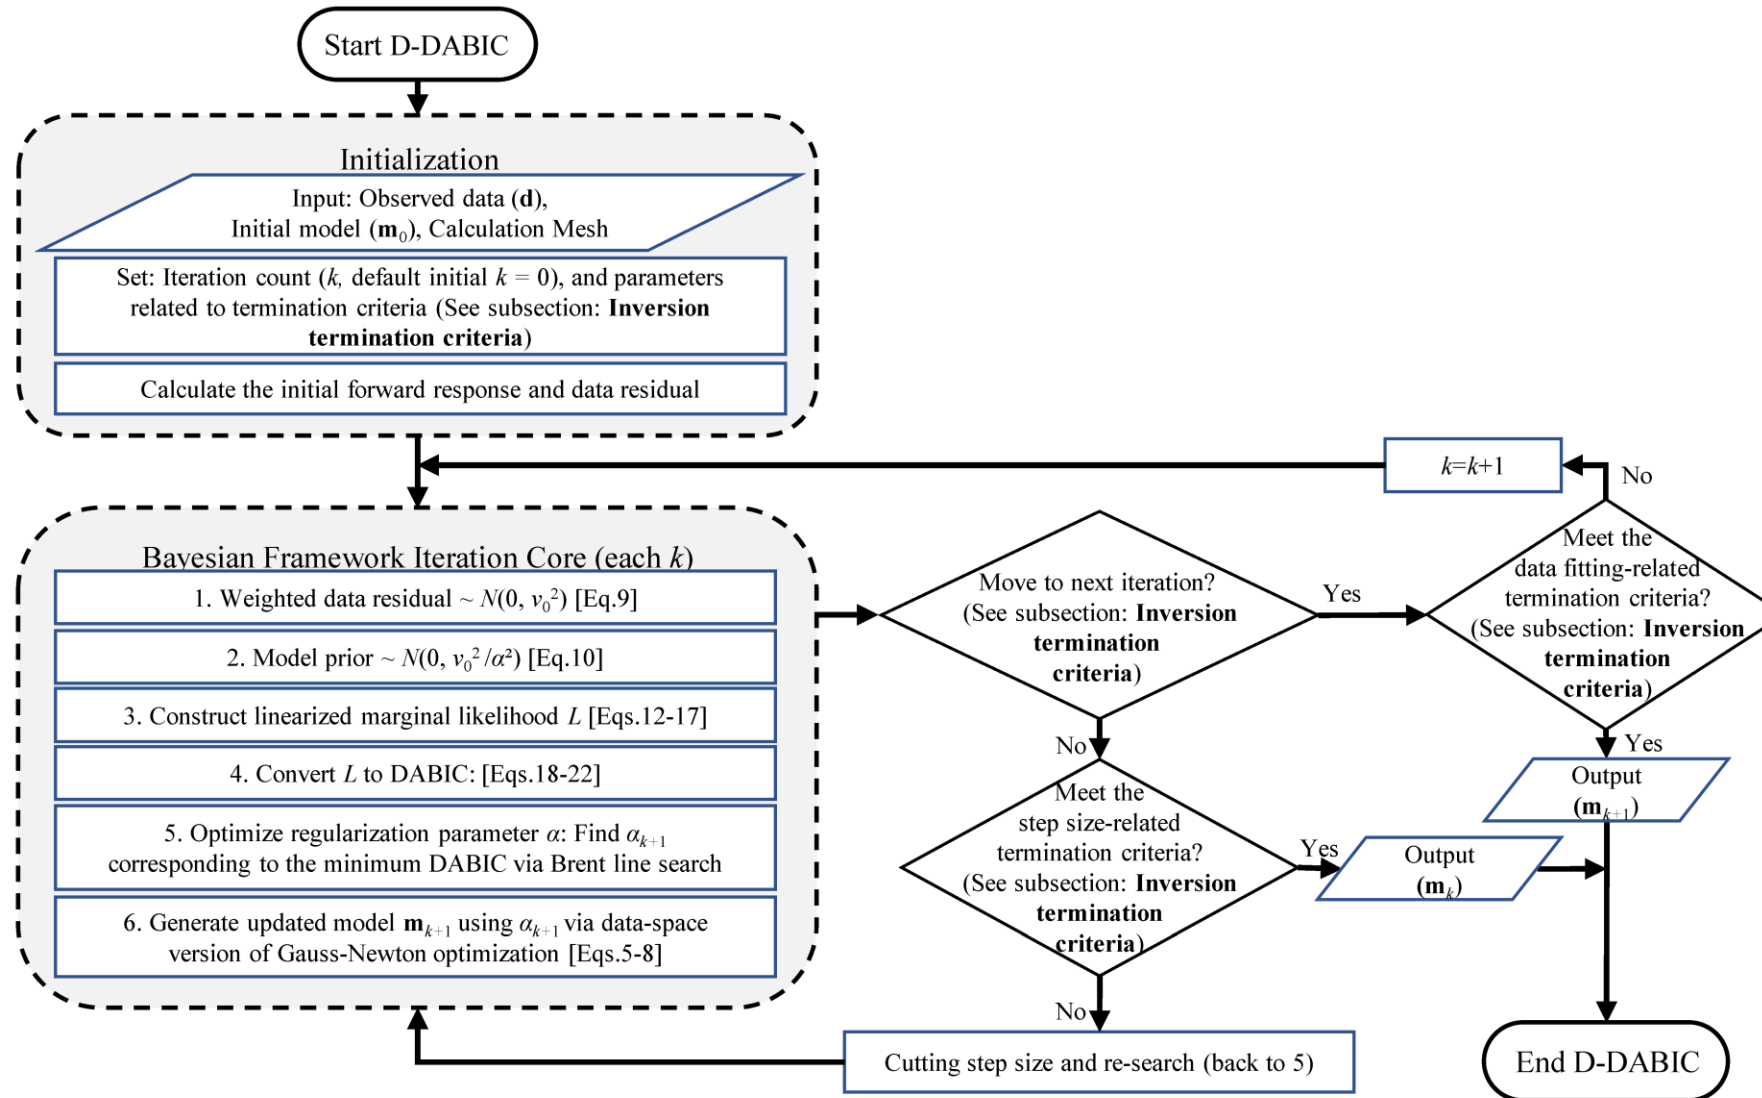 Start D-DABIC
Initialization
Input: Observed data (d),
Initial model (m₀), Calculation Mesh
Set: Iteration count (k, default initial k = 0), and parameters
related to termination criteria (See subsection: Inversion
termination criteria)
Calculate the initial forward response and data residual
k=k+1
No
Bayesian Framework Iteration Core (each k)
1. Weighted data residual ~ N(0, v₀²) [Eq.9]
2. Model prior ~ N(0, v₀²/α²) [Eq.10]
3. Construct linearized marginal likelihood L [Eqs.12-17]
4. Convert L to DABIC: [Eqs.18-22]
5. Optimize regularization parameter α: Find αₖ₊₁
corresponding to the minimum DABIC via Brent line search
6. Generate updated model mₖ₊₁ using αₖ₊₁ via data-space
version of Gauss-Newton optimization [Eqs.5-8]
Move to next iteration?
(See subsection: Inversion
termination
criteria)
Yes
Meet the
data fitting-related
termination criteria?
(See subsection: Inversion
termination
criteria)
No
Yes
Meet the
step size-related
termination criteria?
(See subsection: Inversion
termination
criteria)
Yes
Output
(mₖ)
Output
(mₖ₊₁)
No
Cutting step size and re-search (back to 5)
End D-DABIC